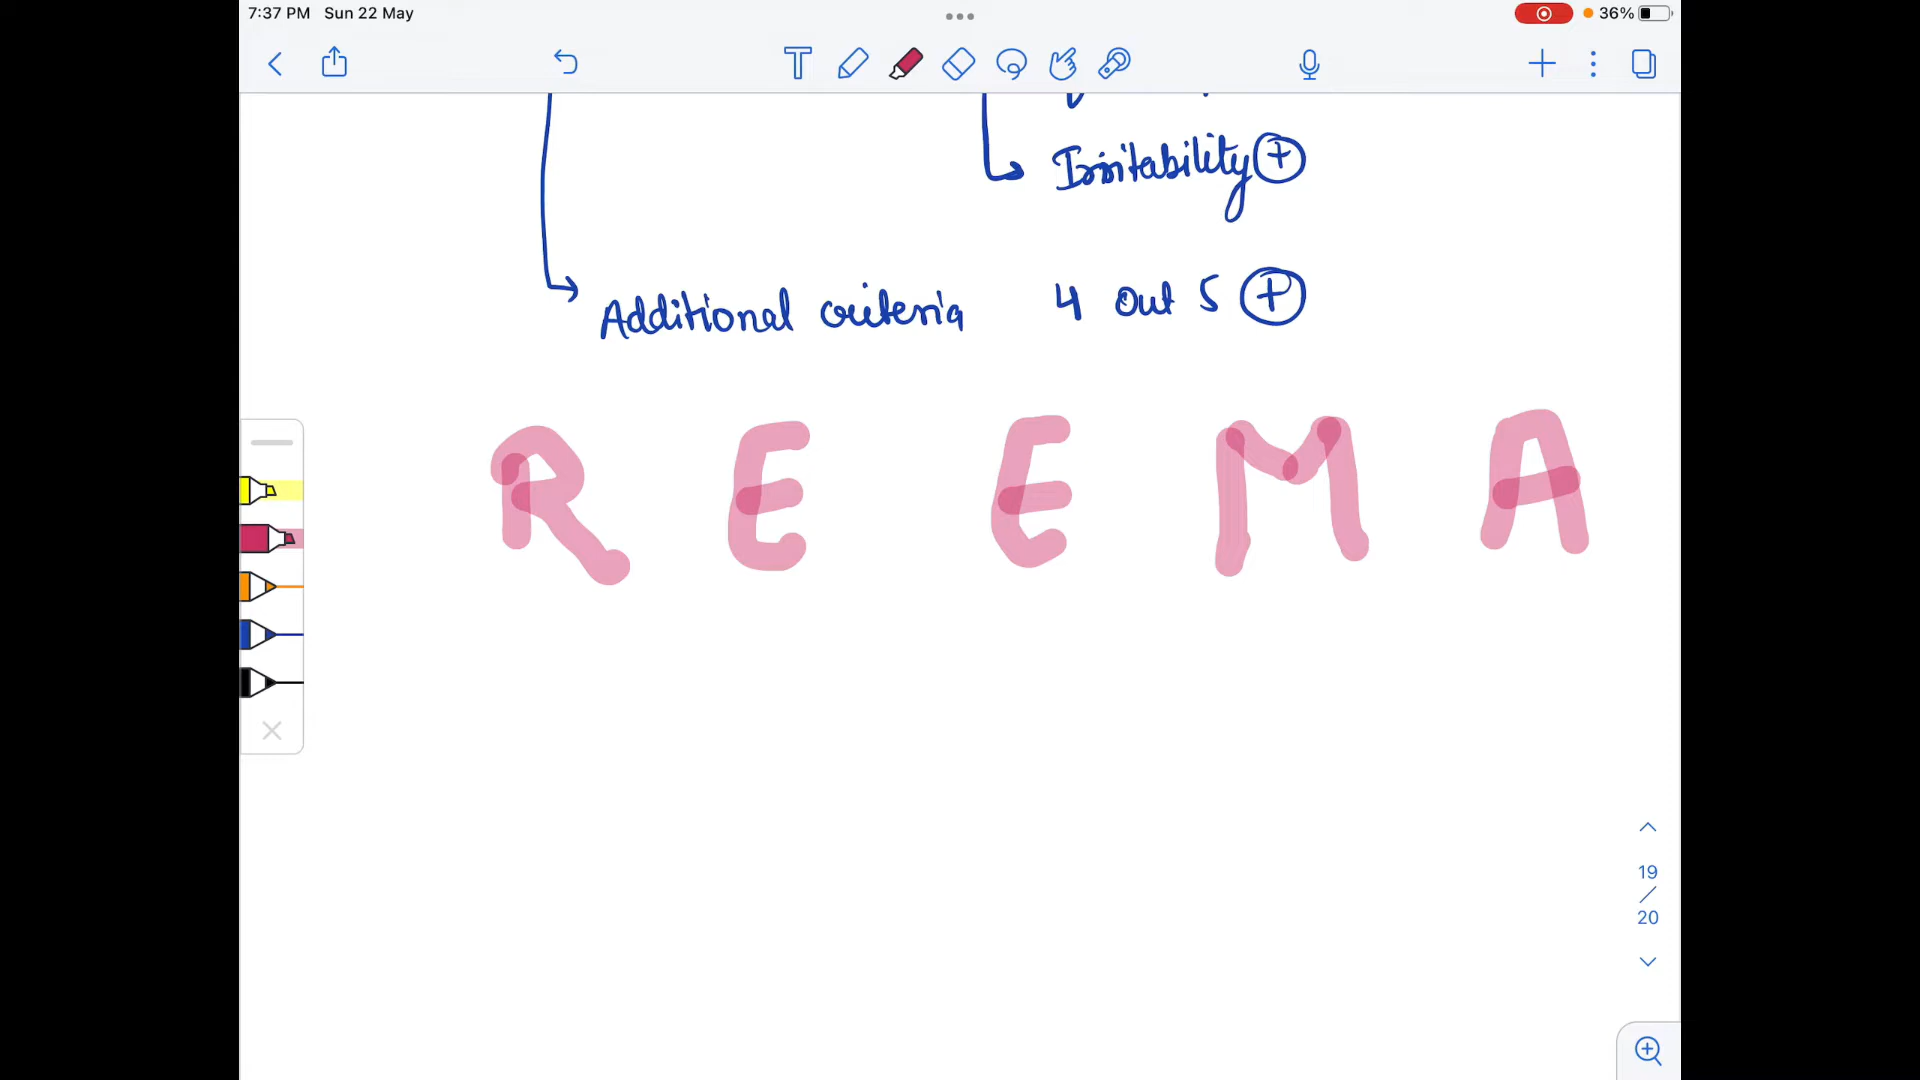 7:37 PM Sun 22 May
36%
T
Irritability +
Additional criteria 4 Out 5 +
R E E M A
19
/
20